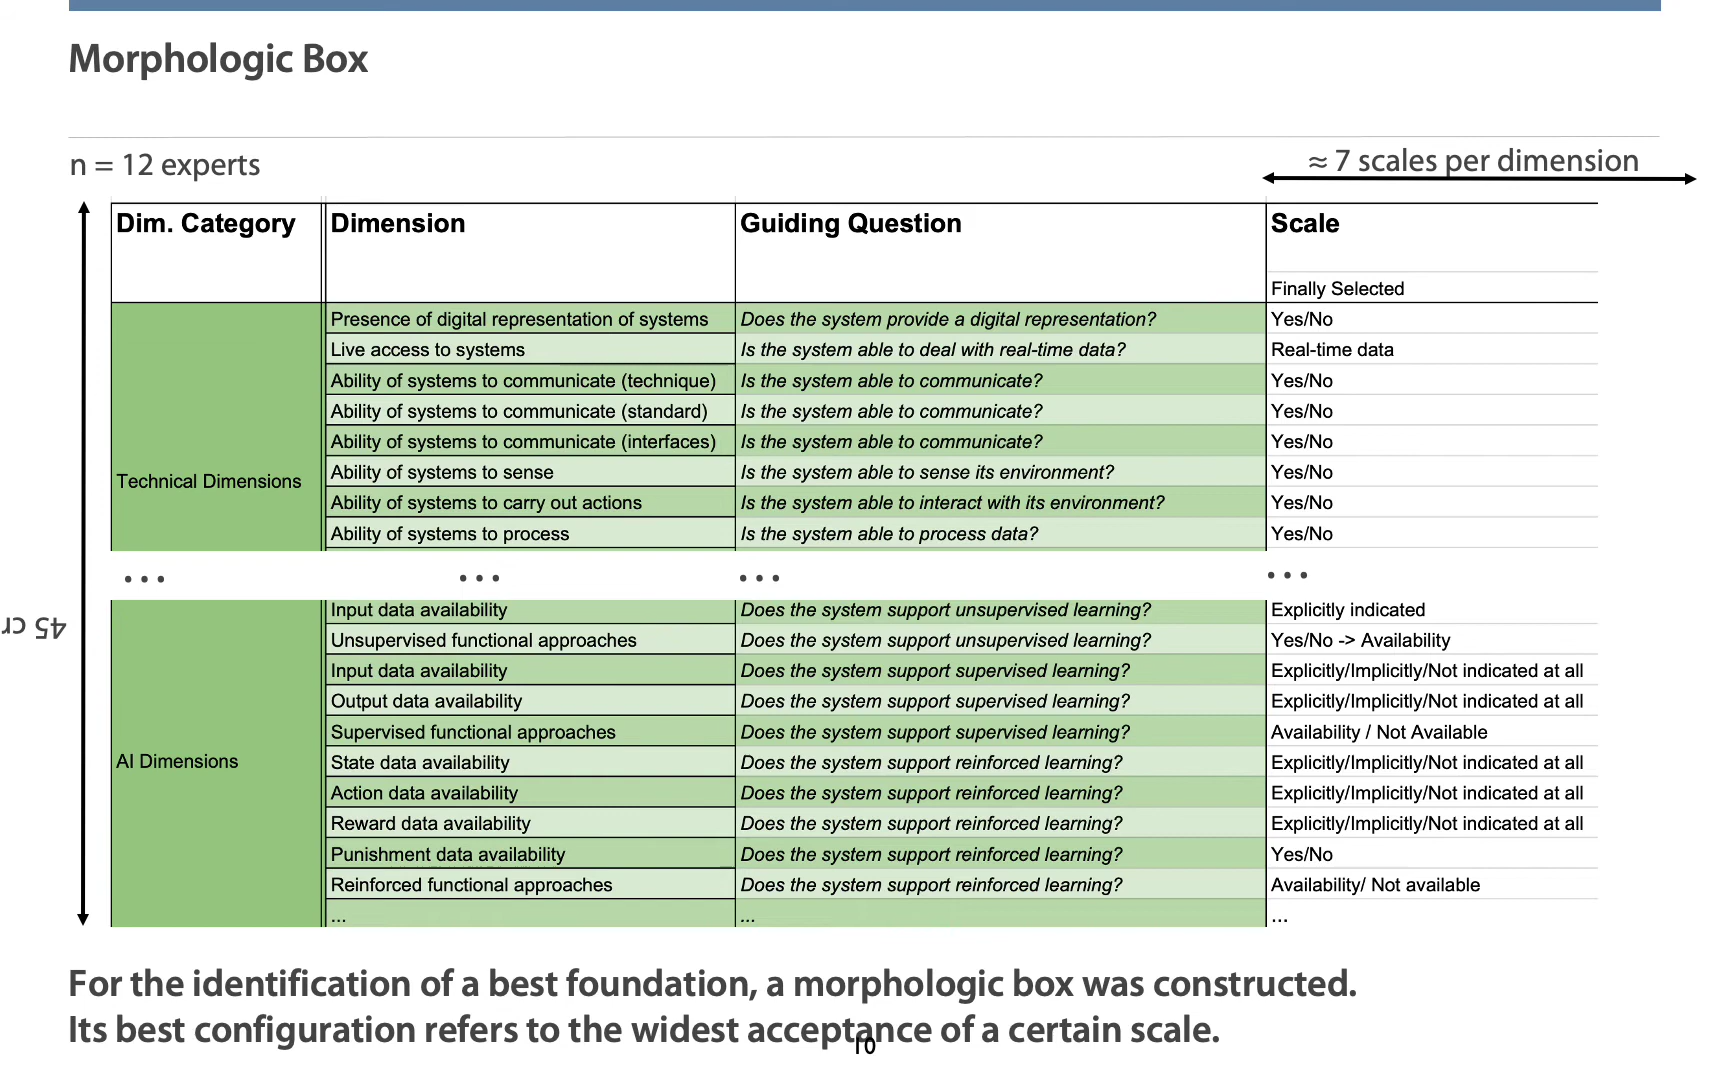 Morphologic Box
n = 12 experts
≈ 7 scales per dimension
Dim. Category Dimension Guiding Question Scale
Finally Selected
Technical Dimensions
Presence of digital representation of systems Does the system provide a digital representation? Yes/No
Live access to systems Is the system able to deal with real-time data? Real-time data
Ability of systems to communicate (technique) Is the system able to communicate? Yes/No
Ability of systems to communicate (standard) Is the system able to communicate? Yes/No
Ability of systems to communicate (interfaces) Is the system able to communicate? Yes/No
Ability of systems to sense Is the system able to sense its environment? Yes/No
Ability of systems to carry out actions Is the system able to interact with its environment? Yes/No
Ability of systems to process Is the system able to process data? Yes/No
... ... ... ...
45 cr
AI Dimensions
Input data availability Does the system support unsupervised learning? Explicitly indicated
Unsupervised functional approaches Does the system support unsupervised learning? Yes/No -> Availability
Input data availability Does the system support supervised learning? Explicitly/Implicitly/Not indicated at all
Output data availability Does the system support supervised learning? Explicitly/Implicitly/Not indicated at all
Supervised functional approaches Does the system support supervised learning? Availability / Not Available
State data availability Does the system support reinforced learning? Explicitly/Implicitly/Not indicated at all
Action data availability Does the system support reinforced learning? Explicitly/Implicitly/Not indicated at all
Reward data availability Does the system support reinforced learning? Explicitly/Implicitly/Not indicated at all
Punishment data availability Does the system support reinforced learning? Yes/No
Reinforced functional approaches Does the system support reinforced learning? Availability/ Not available
... ... ...
For the identification of a best foundation, a morphologic box was constructed.
Its best configuration refers to the widest acceptance of a certain scale.
10